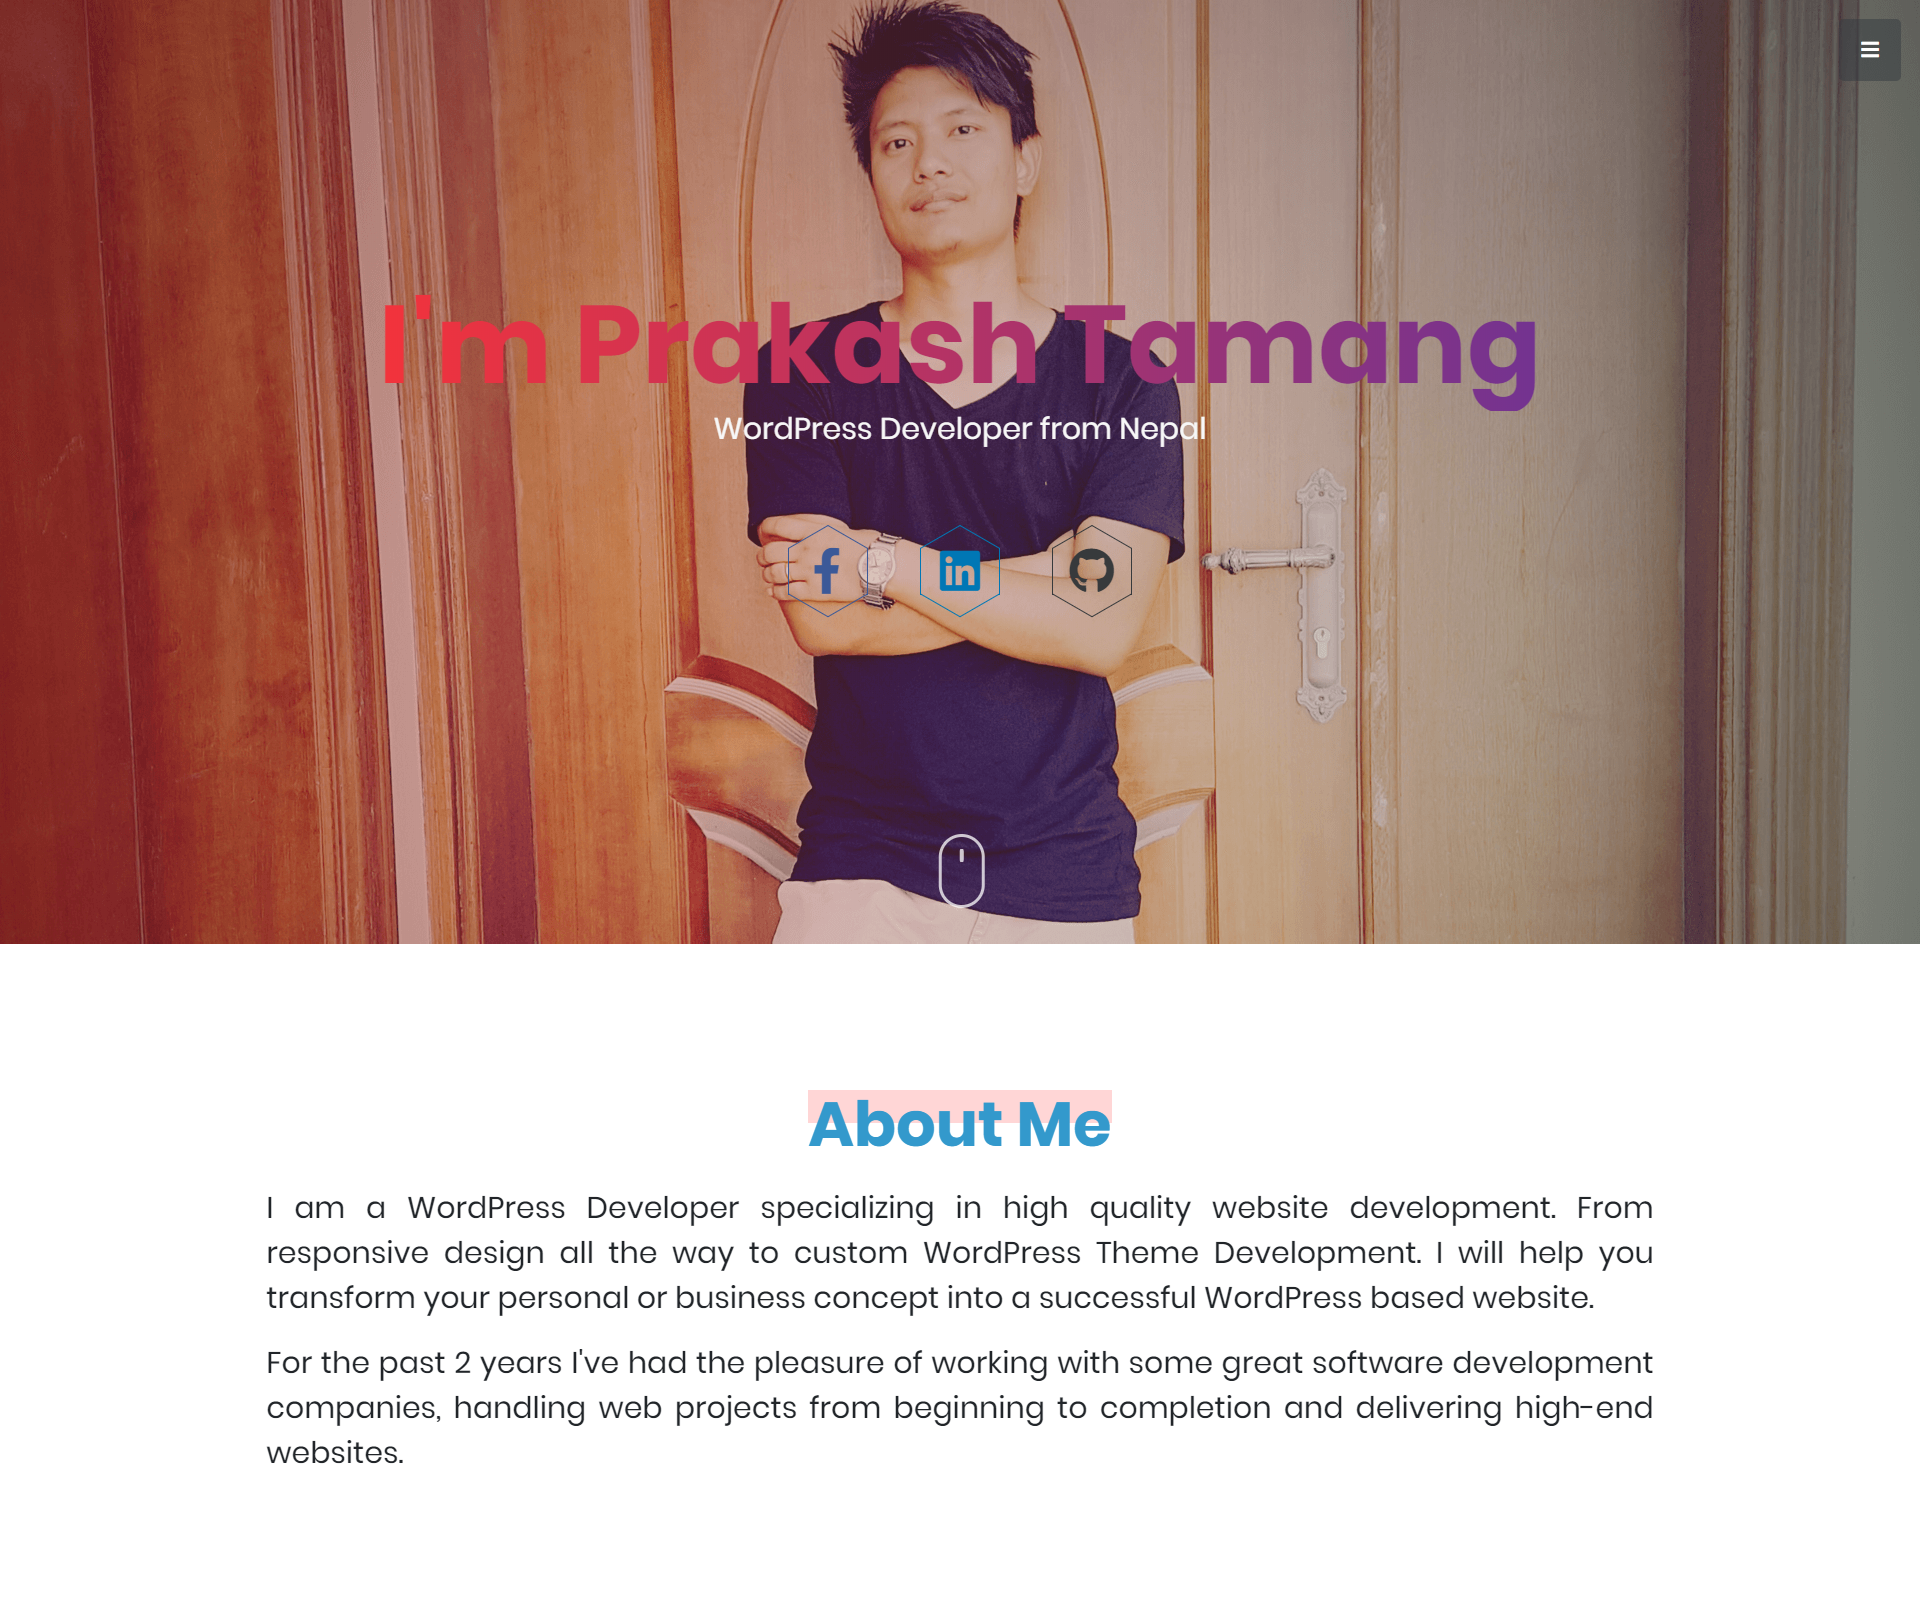 I'm Prakash Tamang
WordPress Developer from Nepal
About Me
I am a WordPress Developer specializing in high quality website development. From
responsive design all the way to custom WordPress Theme Development. I will help you
transform your personal or business concept into a successful WordPress based website.
For the past 2 years I've had the pleasure of working with some great software development
companies, handling web projects from beginning to completion and delivering high-end
websites.